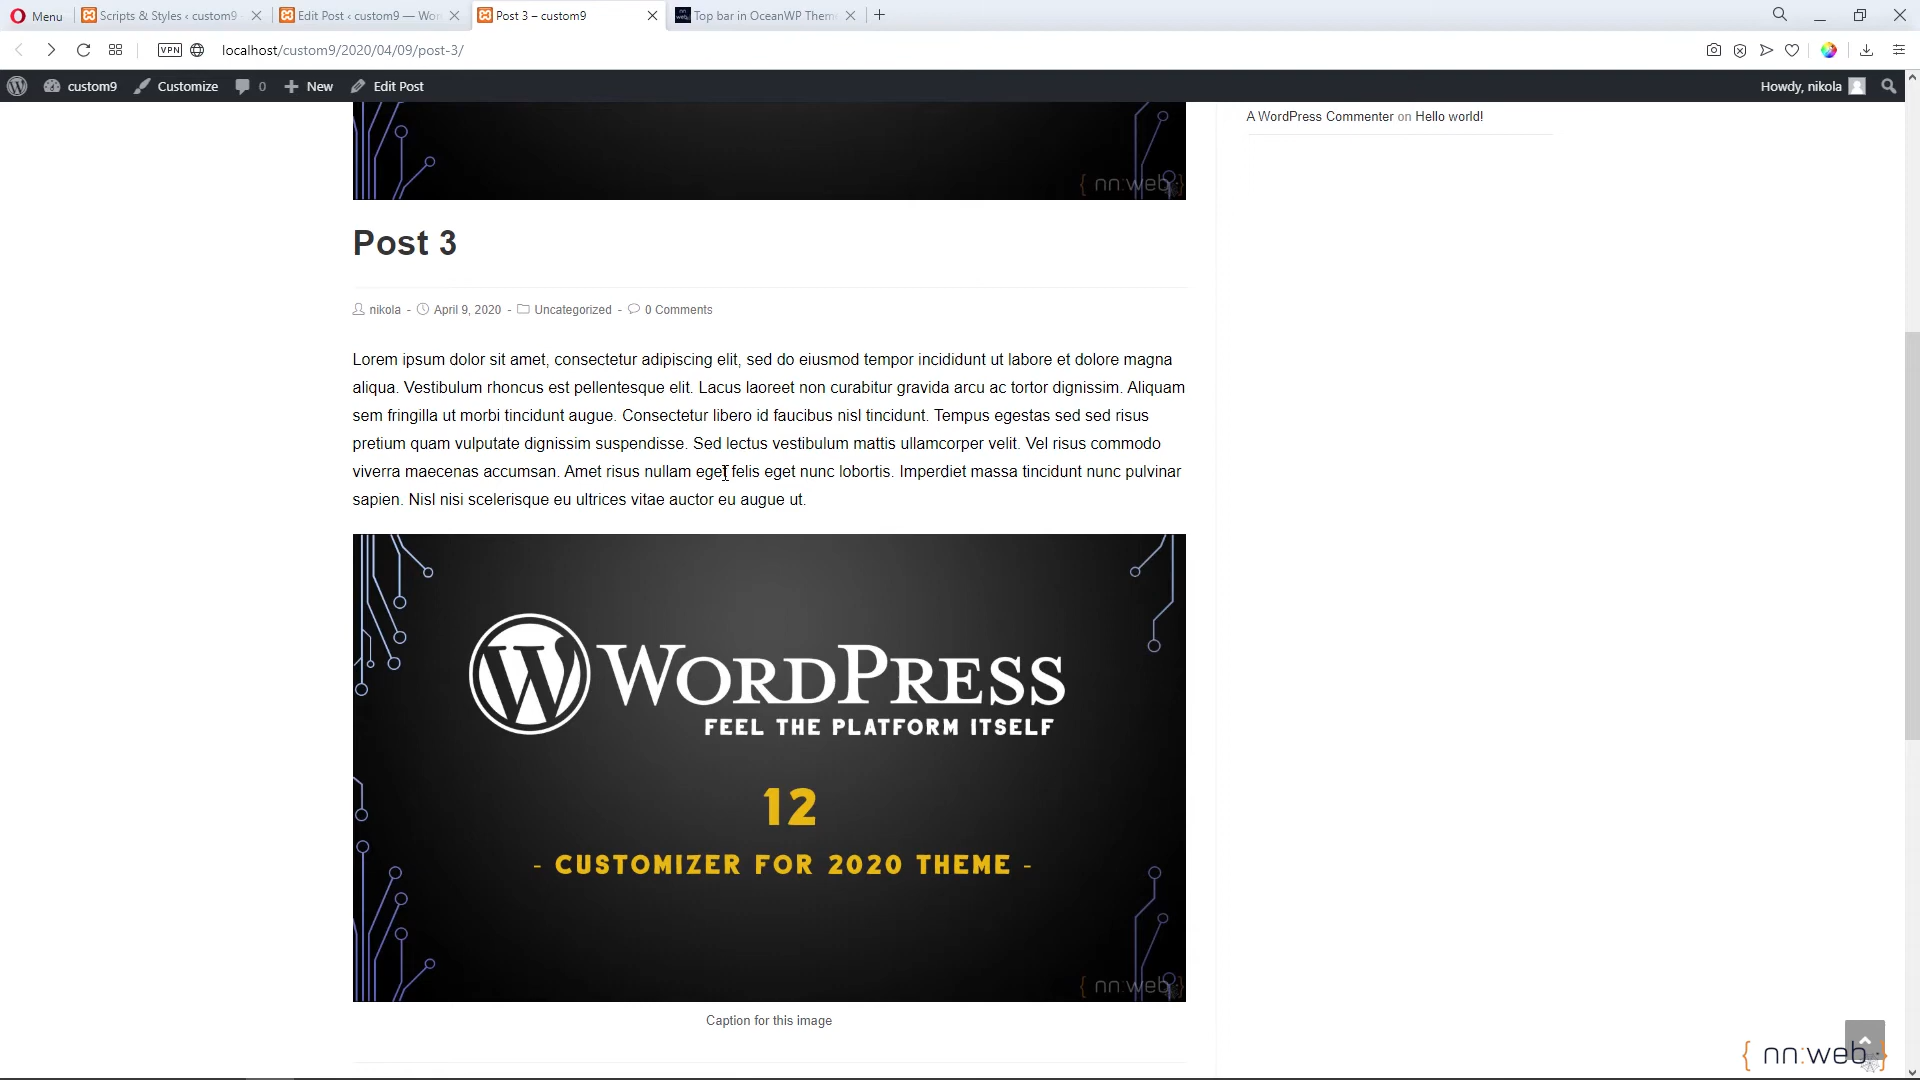 Menu
Scripts & Styles ‹ custom9
Edit Post ‹ custom9 — Wor
Post 3 – custom9
Top bar in OceanWP Them
VPN
localhost/custom9/2020/04/09/post-3/
custom9
Customize
0
New
Edit Post
Howdy, nikola
A WordPress Commenter on Hello world!
{ nn:web }
Post 3
nikola - April 9, 2020 - Uncategorized - 0 Comments
Lorem ipsum dolor sit amet, consectetur adipiscing elit, sed do eiusmod tempor incididunt ut labore et dolore magna
aliqua. Vestibulum rhoncus est pellentesque elit. Lacus laoreet non curabitur gravida arcu ac tortor dignissim. Aliquam
sem fringilla ut morbi tincidunt augue. Consectetur libero id faucibus nisl tincidunt. Tempus egestas sed sed risus
pretium quam vulputate dignissim suspendisse. Sed lectus vestibulum mattis ullamcorper velit. Vel risus commodo
viverra maecenas accumsan. Amet risus nullam eget felis eget nunc lobortis. Imperdiet massa tincidunt nunc pulvinar
sapien. Nisl nisi scelerisque eu ultrices vitae auctor eu augue ut.
WORDPRESS
FEEL THE PLATFORM ITSELF
12
- CUSTOMIZER FOR 2020 THEME -
{ nn:web }
Caption for this image
{ nn:web }